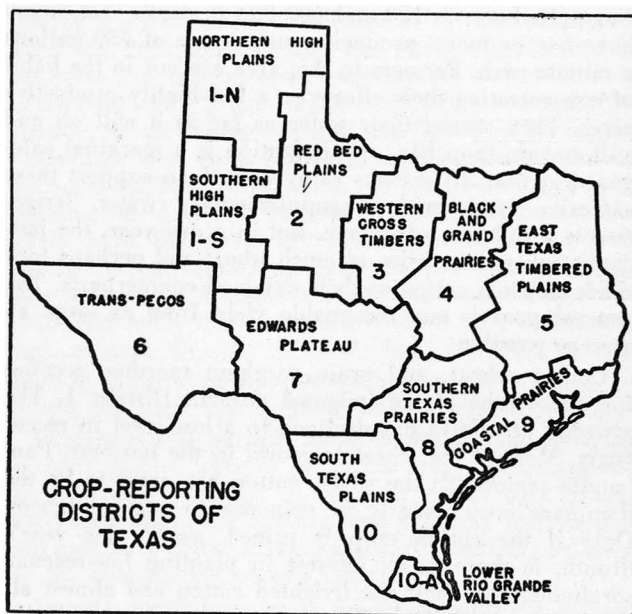 NORTHERN HIGH
PLAINS
1-N
RED BED
PLAINS
2
SOUTHERN
HIGH
PLAINS
1-S
WESTERN
CROSS
TIMBERS
3
BLACK
AND
GRAND
PRAIRIES
4
EAST
TEXAS
TIMBERED
PLAINS
5
TRANS-PECOS
6
EDWARDS
PLATEAU
7
SOUTHERN
TEXAS
PRAIRIES
8
COASTAL PRAIRIES
9
SOUTH
TEXAS
PLAINS
10
10-A
LOWER
RIO GRANDE
VALLEY
CROP-REPORTING
DISTRICTS OF
TEXAS